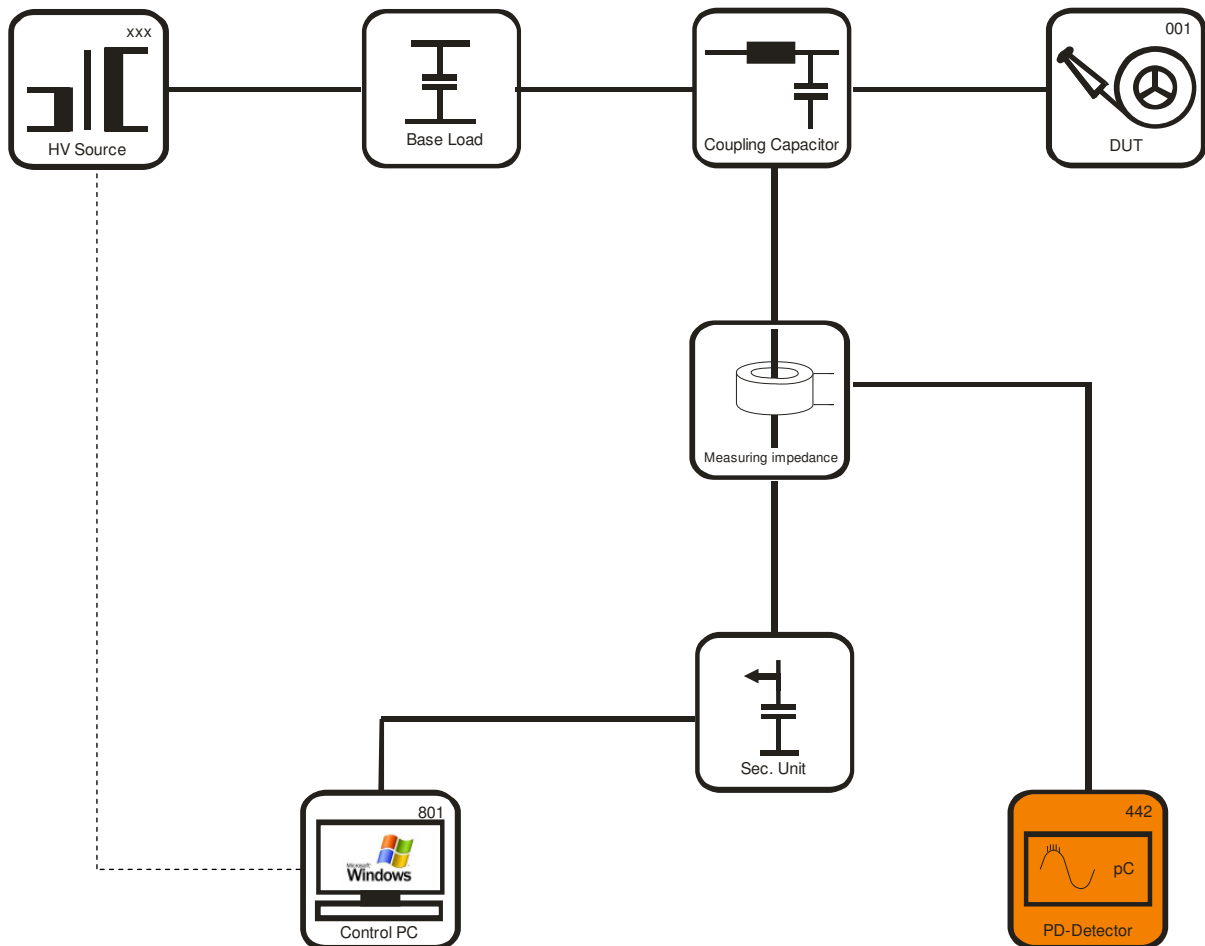 xxx
HV Source
Base Load
Coupling Capacitor
001
DUT
Measuring impedance
Sec. Unit
801
Microsoft
Windows
Control PC
442
pC
PD-Detector